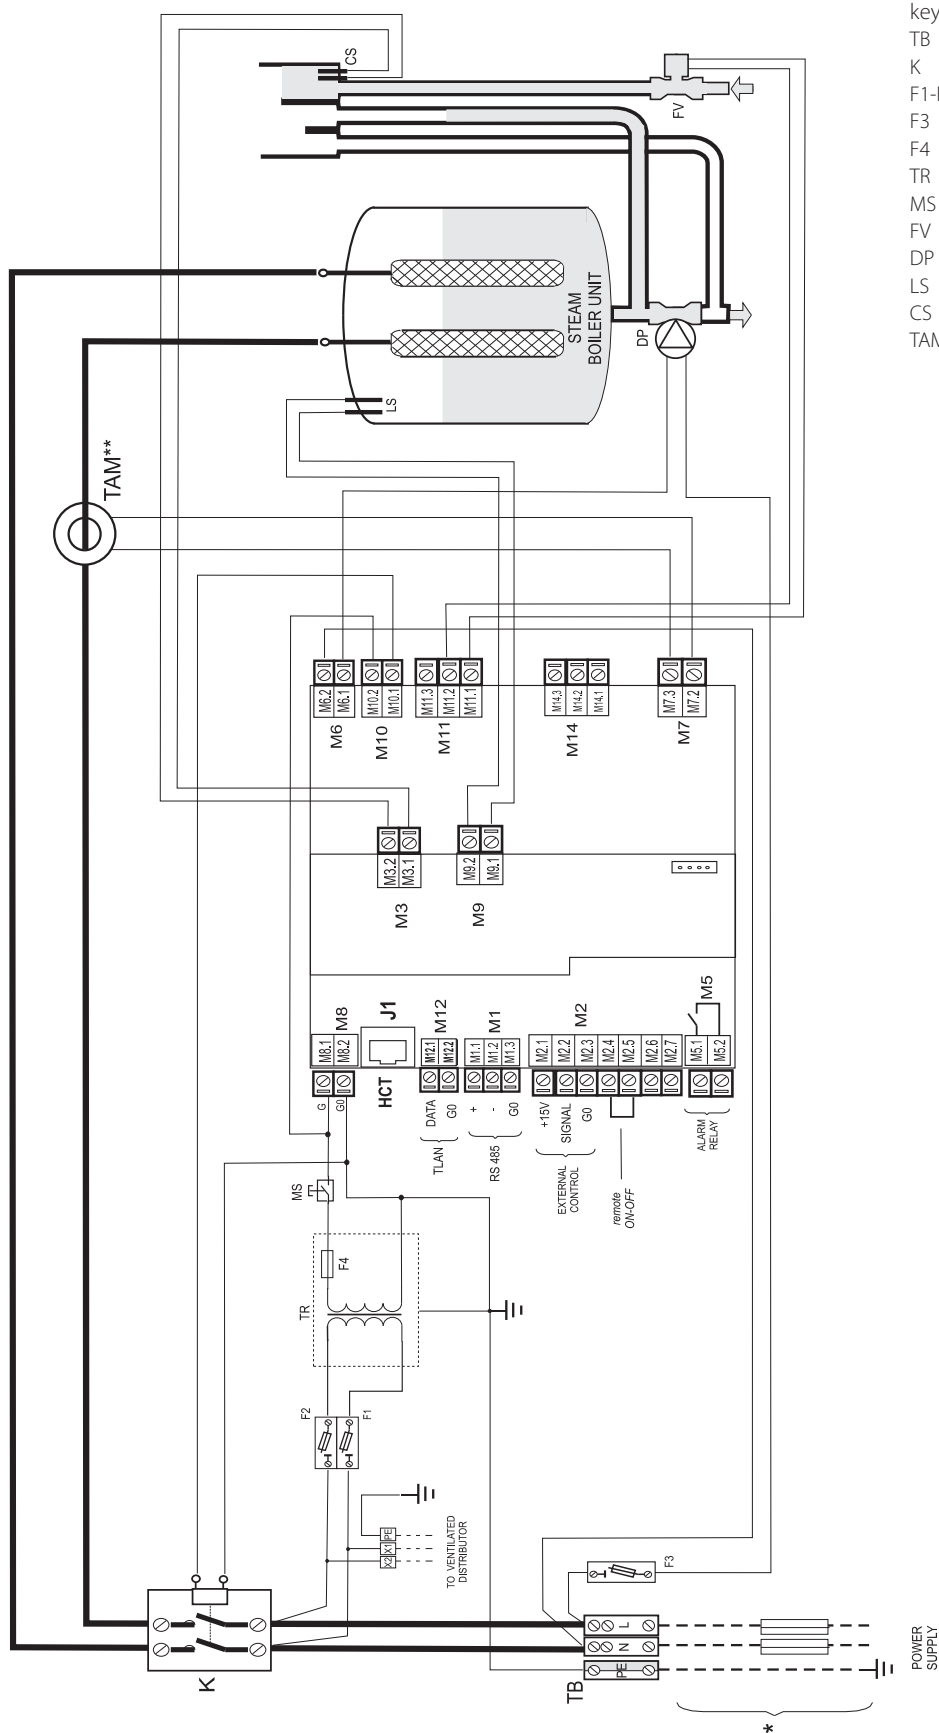 key
TB
K
F1-
F3
F4
TR
MS
FV
DP
LS
CS
TAM
CS
FV
STEAM
BOILER UNIT
DP
LS
TAM**
M6.2
M6.1
M10.2
M10.1
M11.3
M11.2
M11.1
M14.3
M14.2
M14.1
M7.3
M7.2
M6
M10
M11
M14
M7
M3.2
M3.1
M9.2
M9.1
M3
M9
M8
J1
M12
M1
M2
M5
M8.1
M8.2
M12.1
M12.2
M1.1
M1.2
M1.3
M2.1
M2.2
M2.3
M2.4
M2.5
M2.6
M2.7
M5.1
M5.2
HCT
G
G0
DATA
G0
TLAN
+
-
G0
RS 485
+15V
SIGNAL
G0
EXTERNAL
CONTROL
remote
ON-OFF
ALARM
RELAY
MS
F4
TR
F2
F1
X2
X1
PE
TO VENTILATED
DISTRIBUTOR
F3
K
L
N
PE
TB
POWER
SUPPLY
*